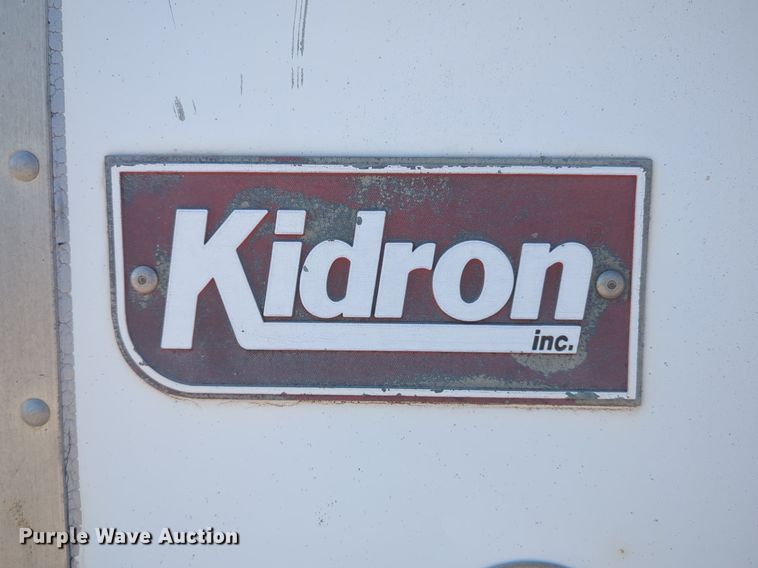 Kidron
inc.
Purple Wave Auction